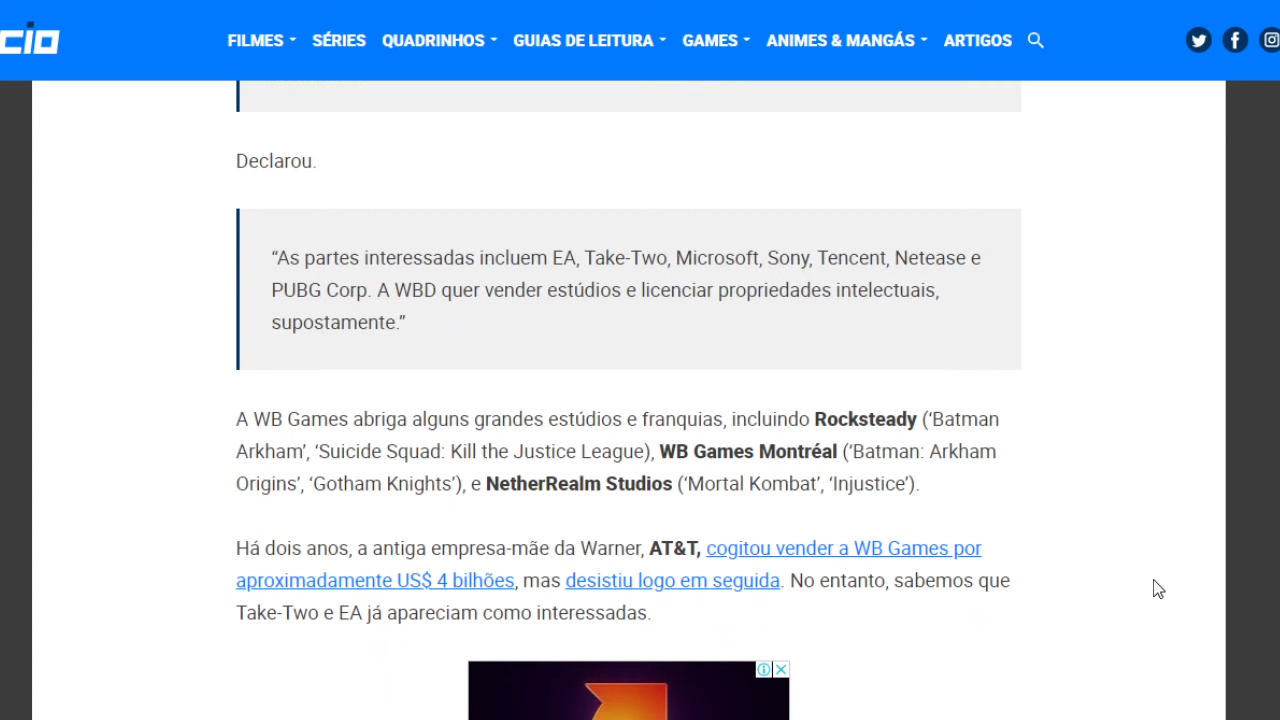 cio
FILMES SÉRIES QUADRINHOS GUIAS DE LEITURA GAMES ANIMES & MANGÁS ARTIGOS
Declarou.
“As partes interessadas incluem EA, Take-Two, Microsoft, Sony, Tencent, Netease e
PUBG Corp. A WBD quer vender estúdios e licenciar propriedades intelectuais,
supostamente.”
A WB Games abriga alguns grandes estúdios e franquias, incluindo Rocksteady (‘Batman
Arkham’, ‘Suicide Squad: Kill the Justice League), WB Games Montréal (‘Batman: Arkham
Origins’, ‘Gotham Knights’), e NetherRealm Studios (‘Mortal Kombat’, ‘Injustice’).
Há dois anos, a antiga empresa-mãe da Warner, AT&T, cogitou vender a WB Games por
aproximadamente US$ 4 bilhões, mas desistiu logo em seguida. No entanto, sabemos que
Take-Two e EA já apareciam como interessadas.